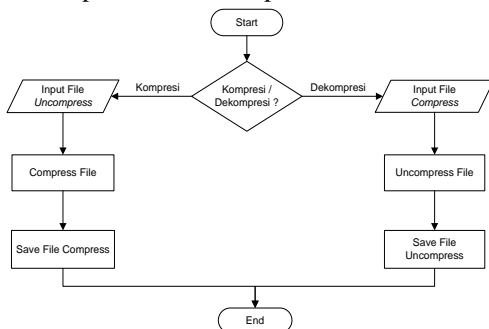 Start
Kompresi /
Dekompresi ?
Kompresi
Dekompresi
Input File
Uncompress
Input File
Compress
Compress File
Uncompress File
Save File Compress
Save File
Uncompress
End